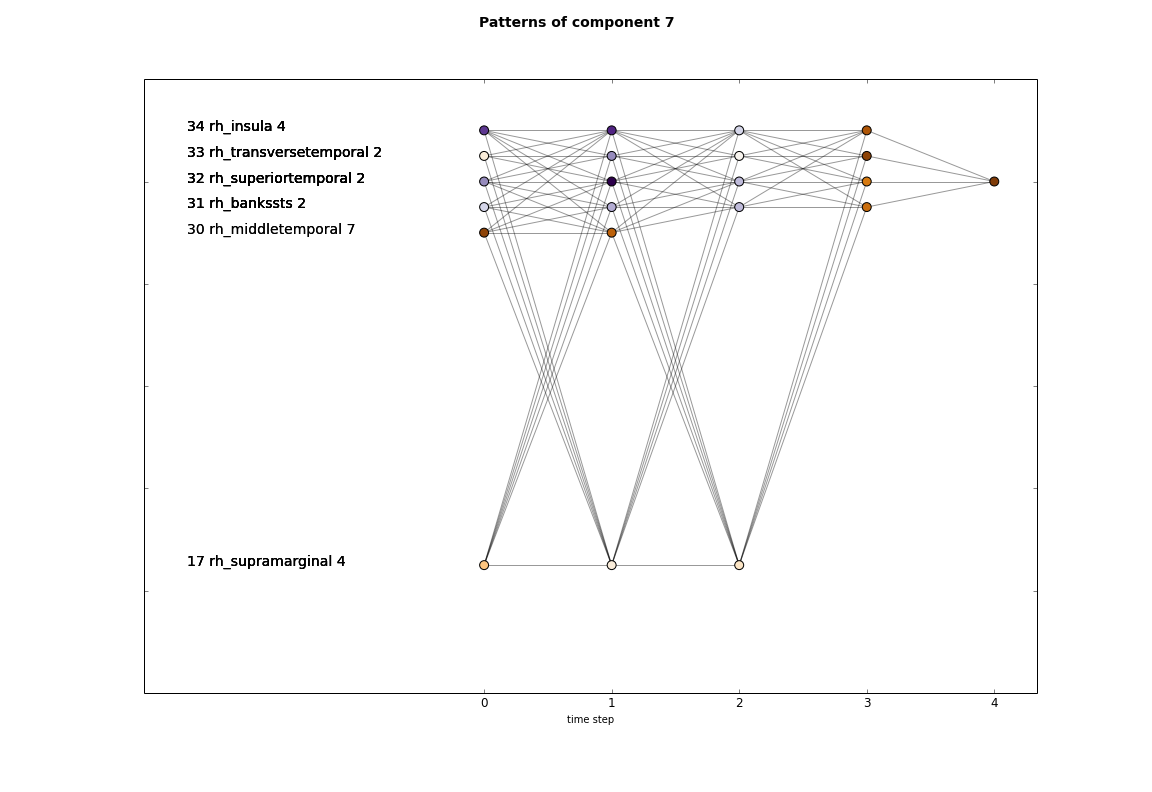 Patterns of component 7
34 rh_insula 4
33 rh_transversetemporal 2
32 rh_superiortemporal 2
31 rh_bankssts 2
30 rh_middletemporal 7
17 rh_supramarginal 4
0 1 2 3 4
time step